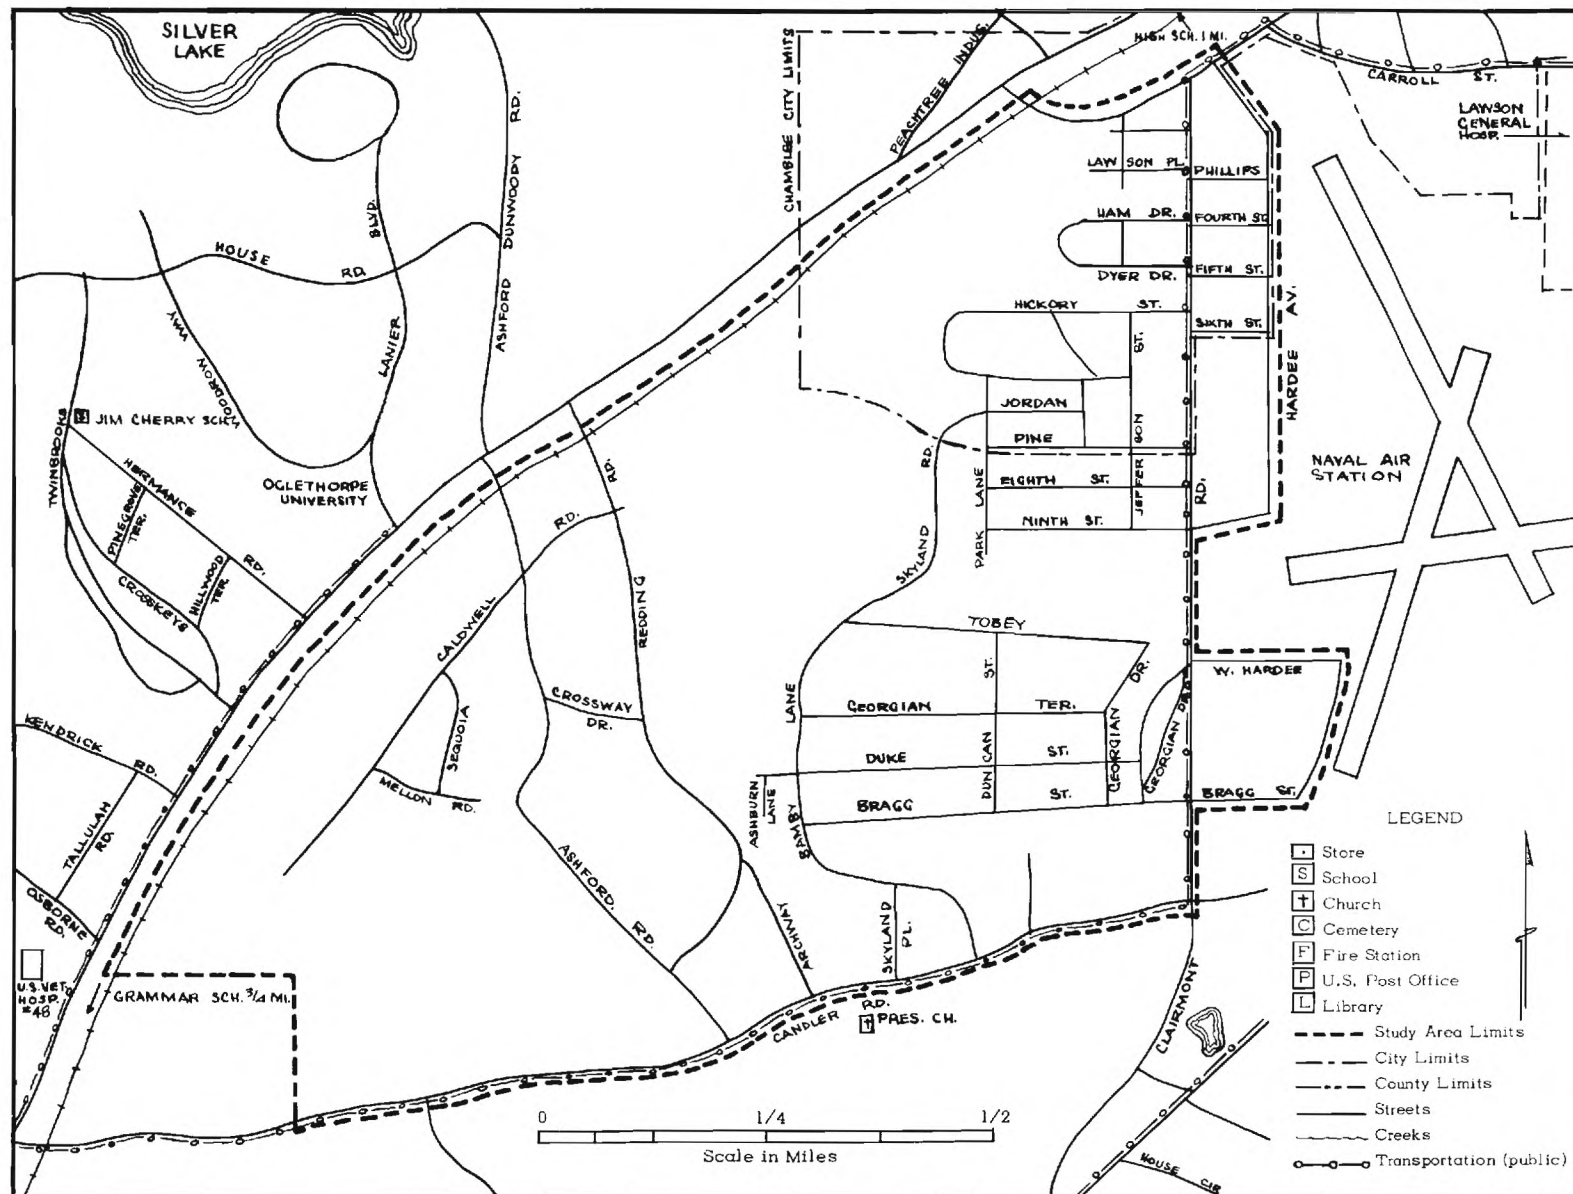 SILVER
LAKE
CHAMBLEE CITY LIMITS
PEACHTREE INDUS.
HIGH SCH. 1 MI.
CARROLL ST.
LAWSON
GENERAL
HOSP.
ASHFORD DUNWOODY RD.
LANIER BLVD.
HOUSE RD.
WOODROW WAY
LAWSON PL.
PHILLIPS
HAM DR.
FOURTH ST.
DYER DR.
FIFTH ST.
HICKORY ST.
SIXTH ST.
HARDEE AV.
JEFFERSON ST.
JORDAN
PINE
EIGHTH ST.
NINTH ST.
PARK LANE
RD.
SKYLAND RD.
NAVAL AIR
STATION
TWINBROOKS
S JIM CHERRY SCH.
HERMANCE RD.
PINEGROVE
TER.
HILLWOOD
TER.
CROSSKEYS
OGLETHORPE
UNIVERSITY
CALDWELL RD.
REDDING RD.
TOBEY
DR.
W. HARDEE
KENDRICK RD.
TALLULAH
RD.
OSBORNE
RD.
SEQUOIA
MELLON RD.
CROSSWAY
DR.
GEORGIAN TER.
DUNCAN ST.
GEORGIAN
GEORGIAN DR.
DUKE ST.
BRAGG ST.
BRAGG ST.
ASHBURN
LANE
BAMBY LANE
ASHFORD RD.
ARCHWAY
SKYLAND
PL.
U.S. VET.
HOSP.
#48
GRAMMAR SCH. 3/4 MI.
CANDLER RD.
PRES. CH.
CLAIRMONT
HOUSE CIR
0 1/4 1/2
Scale in Miles
LEGEND
Store
S School
Church
C Cemetery
F Fire Station
P U.S. Post Office
L Library
Study Area Limits
City Limits
County Limits
Streets
Creeks
Transportation (public)